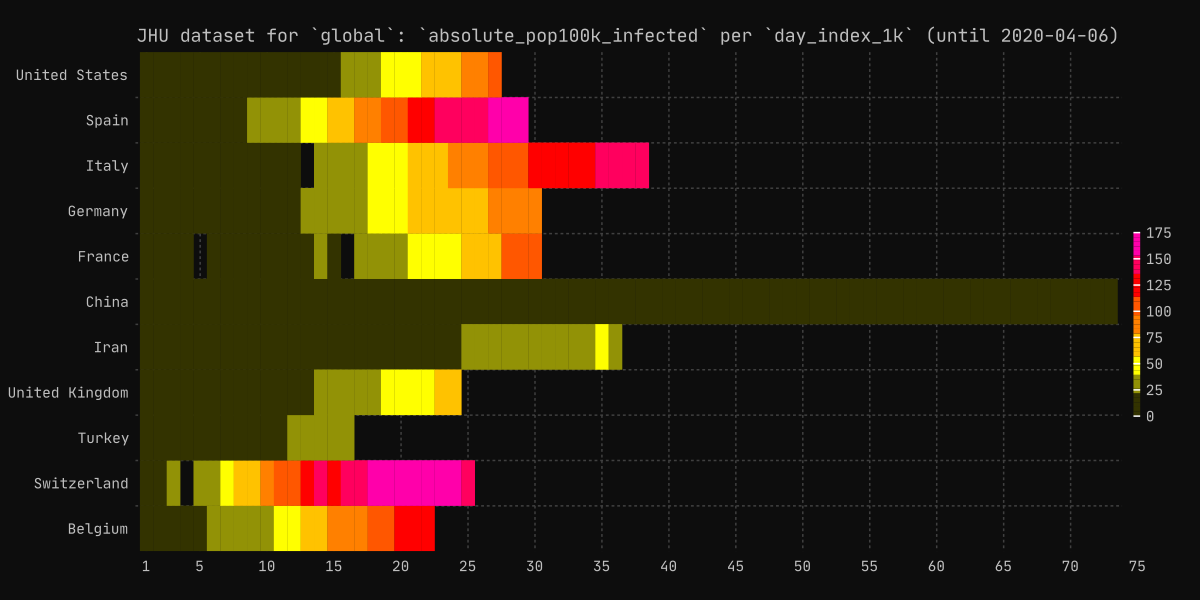 JHU dataset for `global`: `absolute_pop100k_infected` per `day_index_1k` (until 2020-04-06)
United States
Spain
Italy
Germany
France
China
Iran
United Kingdom
Turkey
Switzerland
Belgium
175
150
125
100
75
50
25
0
1 5 10 15 20 25 30 35 40 45 50 55 60 65 70 75